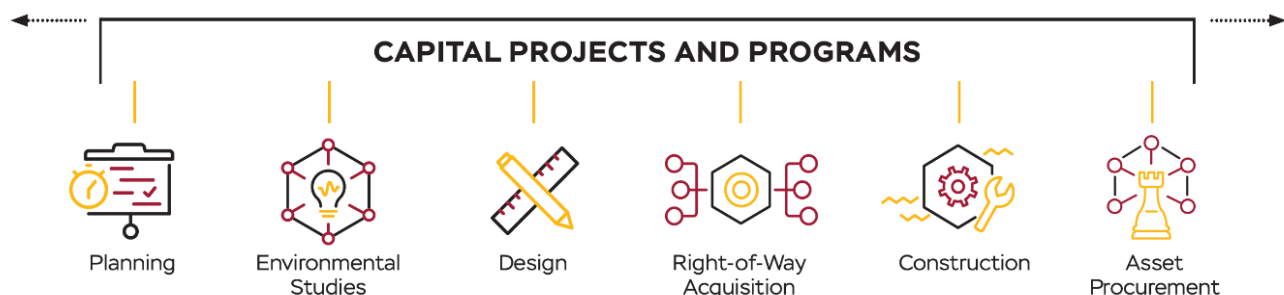 CAPITAL PROJECTS AND PROGRAMS
Planning
Environmental
Studies
Design
Right-of-Way
Acquisition
Construction
Asset
Procurement